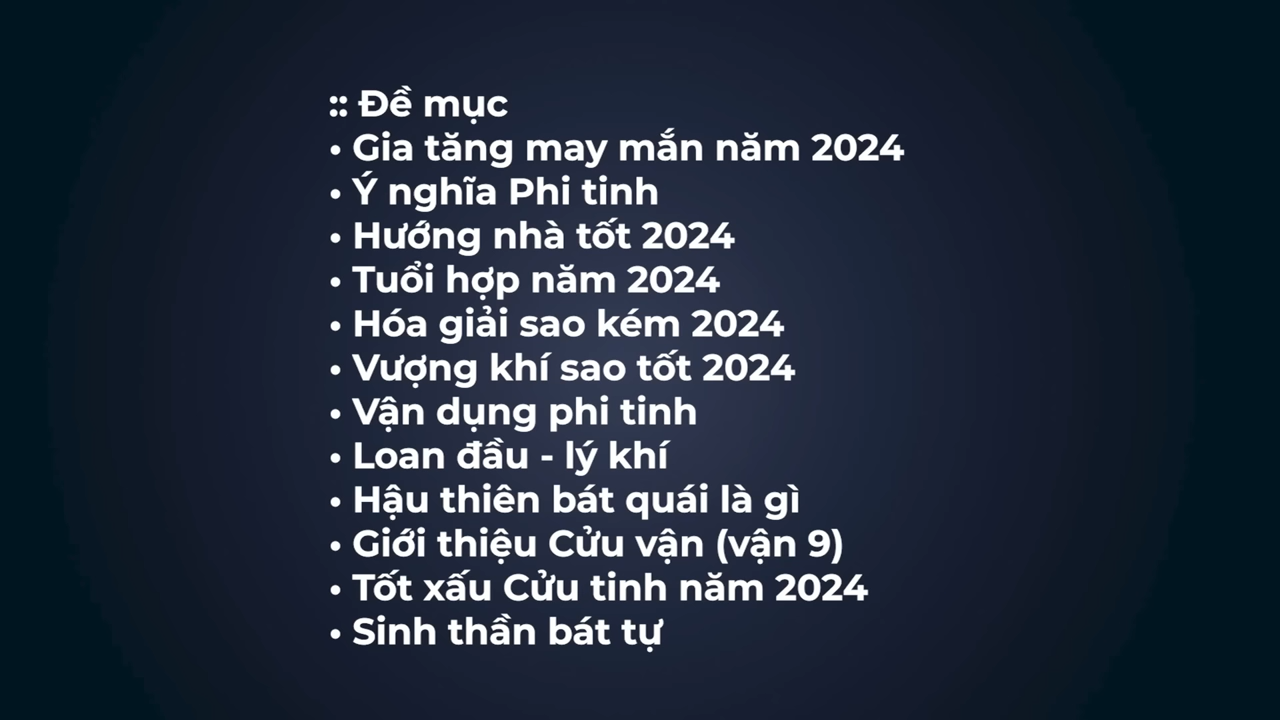 :: Đề mục
• Gia tăng may mắn năm 2024
• Ý nghĩa Phi tinh
• Hướng nhà tốt 2024
• Tuổi hợp năm 2024
• Hóa giải sao kém 2024
• Vượng khí sao tốt 2024
• Vận dụng phi tinh
• Loan đầu - lý khí
• Hậu thiên bát quái là gì
• Giới thiệu Cửu vận (vận 9)
• Tốt xấu Cửu tinh năm 2024
• Sinh thần bát tự